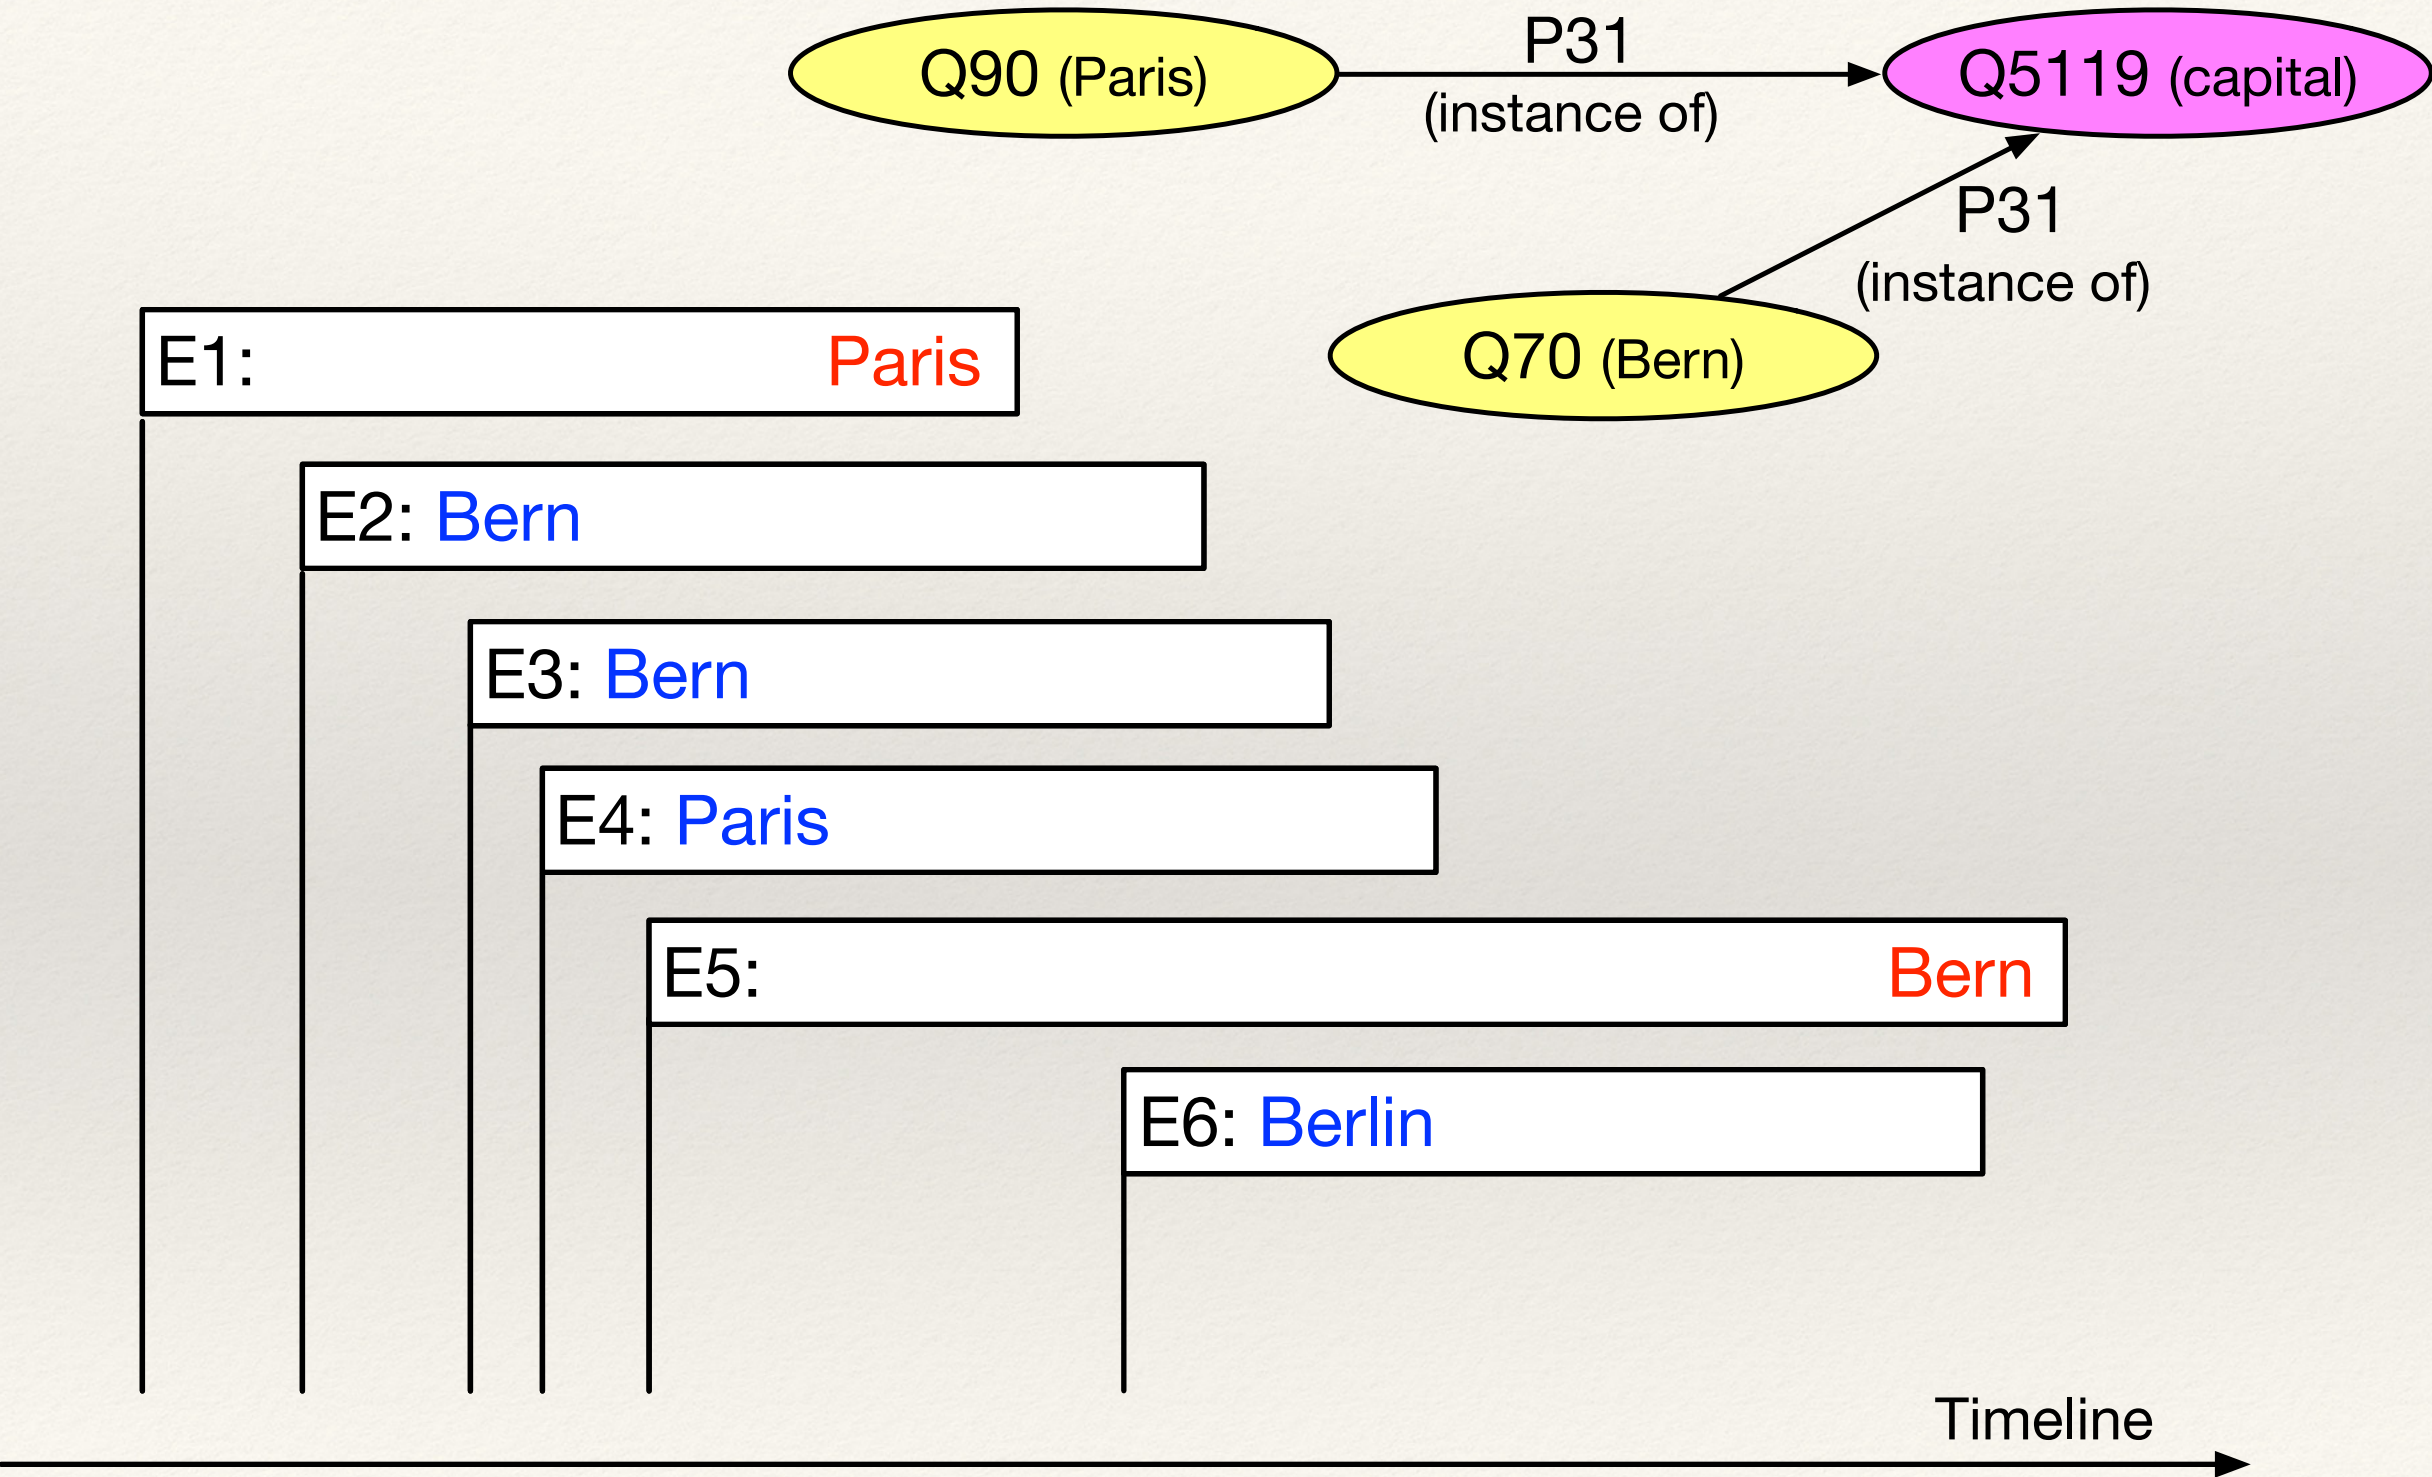 Q90 (Paris)
P31
(instance of)
Q5119 (capital)
P31
(instance of)
Q70 (Bern)
E1: Paris
E2: Bern
E3: Bern
E4: Paris
E5: Bern
E6: Berlin
Timeline